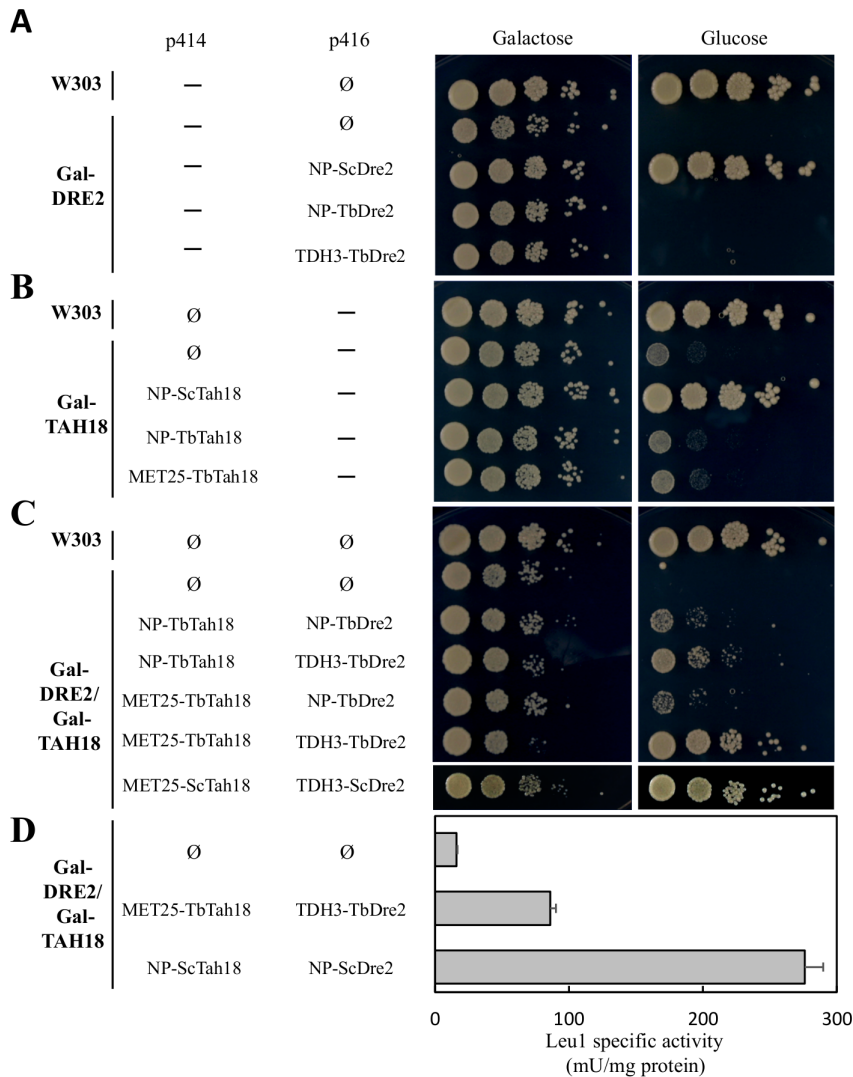 A
p414 p416 Galactose Glucose
W303 – Ø
– Ø
Gal-
DRE2
– NP-ScDre2
– NP-TbDre2
– TDH3-TbDre2
B
W303 Ø –
Ø –
Gal-
TAH18
NP-ScTah18 –
NP-TbTah18 –
MET25-TbTah18 –
C
W303 Ø Ø
Ø Ø
NP-TbTah18 NP-TbDre2
NP-TbTah18 TDH3-TbDre2
Gal-
DRE2/
Gal-
TAH18
MET25-TbTah18 NP-TbDre2
MET25-TbTah18 TDH3-TbDre2
MET25-ScTah18 TDH3-ScDre2
D
Ø Ø
Gal-
DRE2/
Gal-
TAH18
MET25-TbTah18 TDH3-TbDre2
NP-ScTah18 NP-ScDre2
0 100 200 300
Leu1 specific activity
(mU/mg protein)